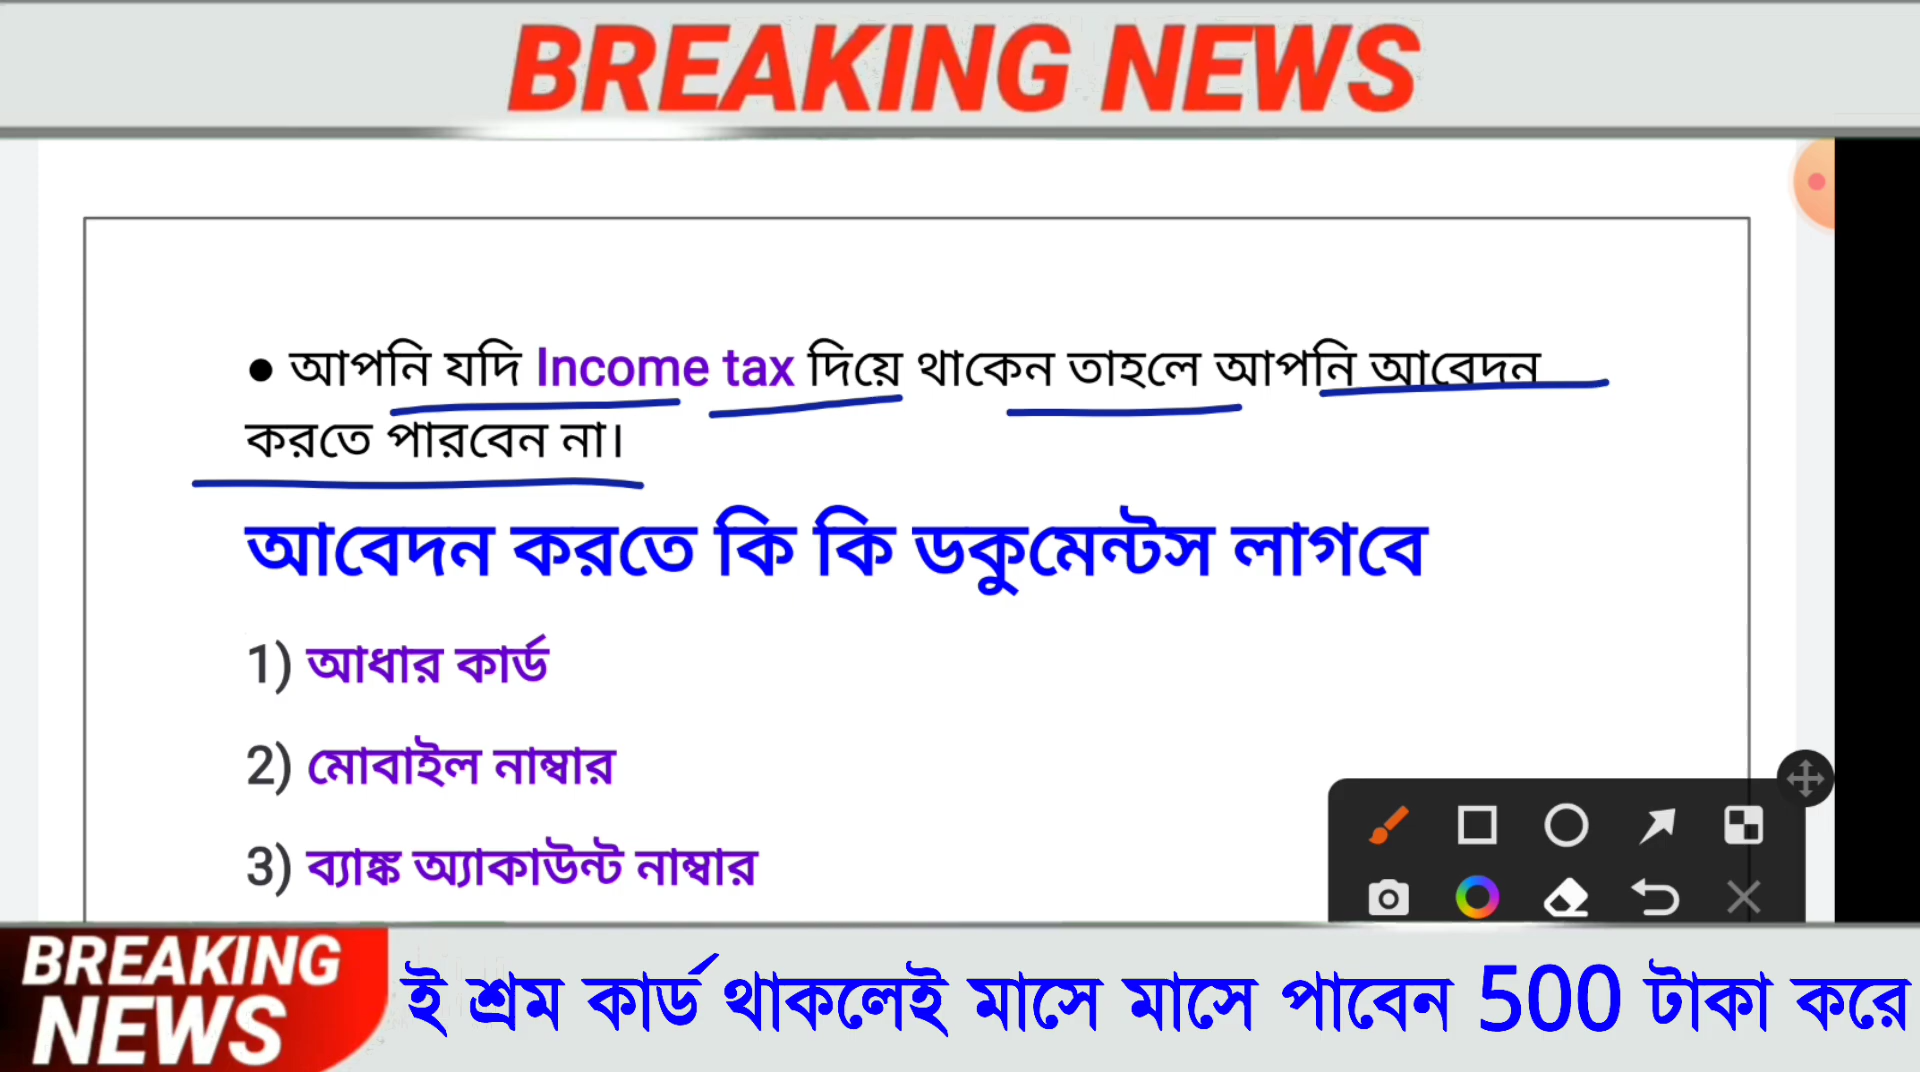 BREAKING NEWS
● আপনি যদি Income tax দিয়ে থাকেন তাহলে আপনি আবেদন
করতে পারবেন না।
আবেদন করতে কি কি ডকুমেন্টস লাগবে
1) আধার কার্ড
2) মোবাইল নাম্বার
3) ব্যাঙ্ক অ্যাকাউন্ট নাম্বার
BREAKING
NEWS
ই শ্রম কার্ড থাকলেই মাসে মাসে পাবেন 500 টাকা করে